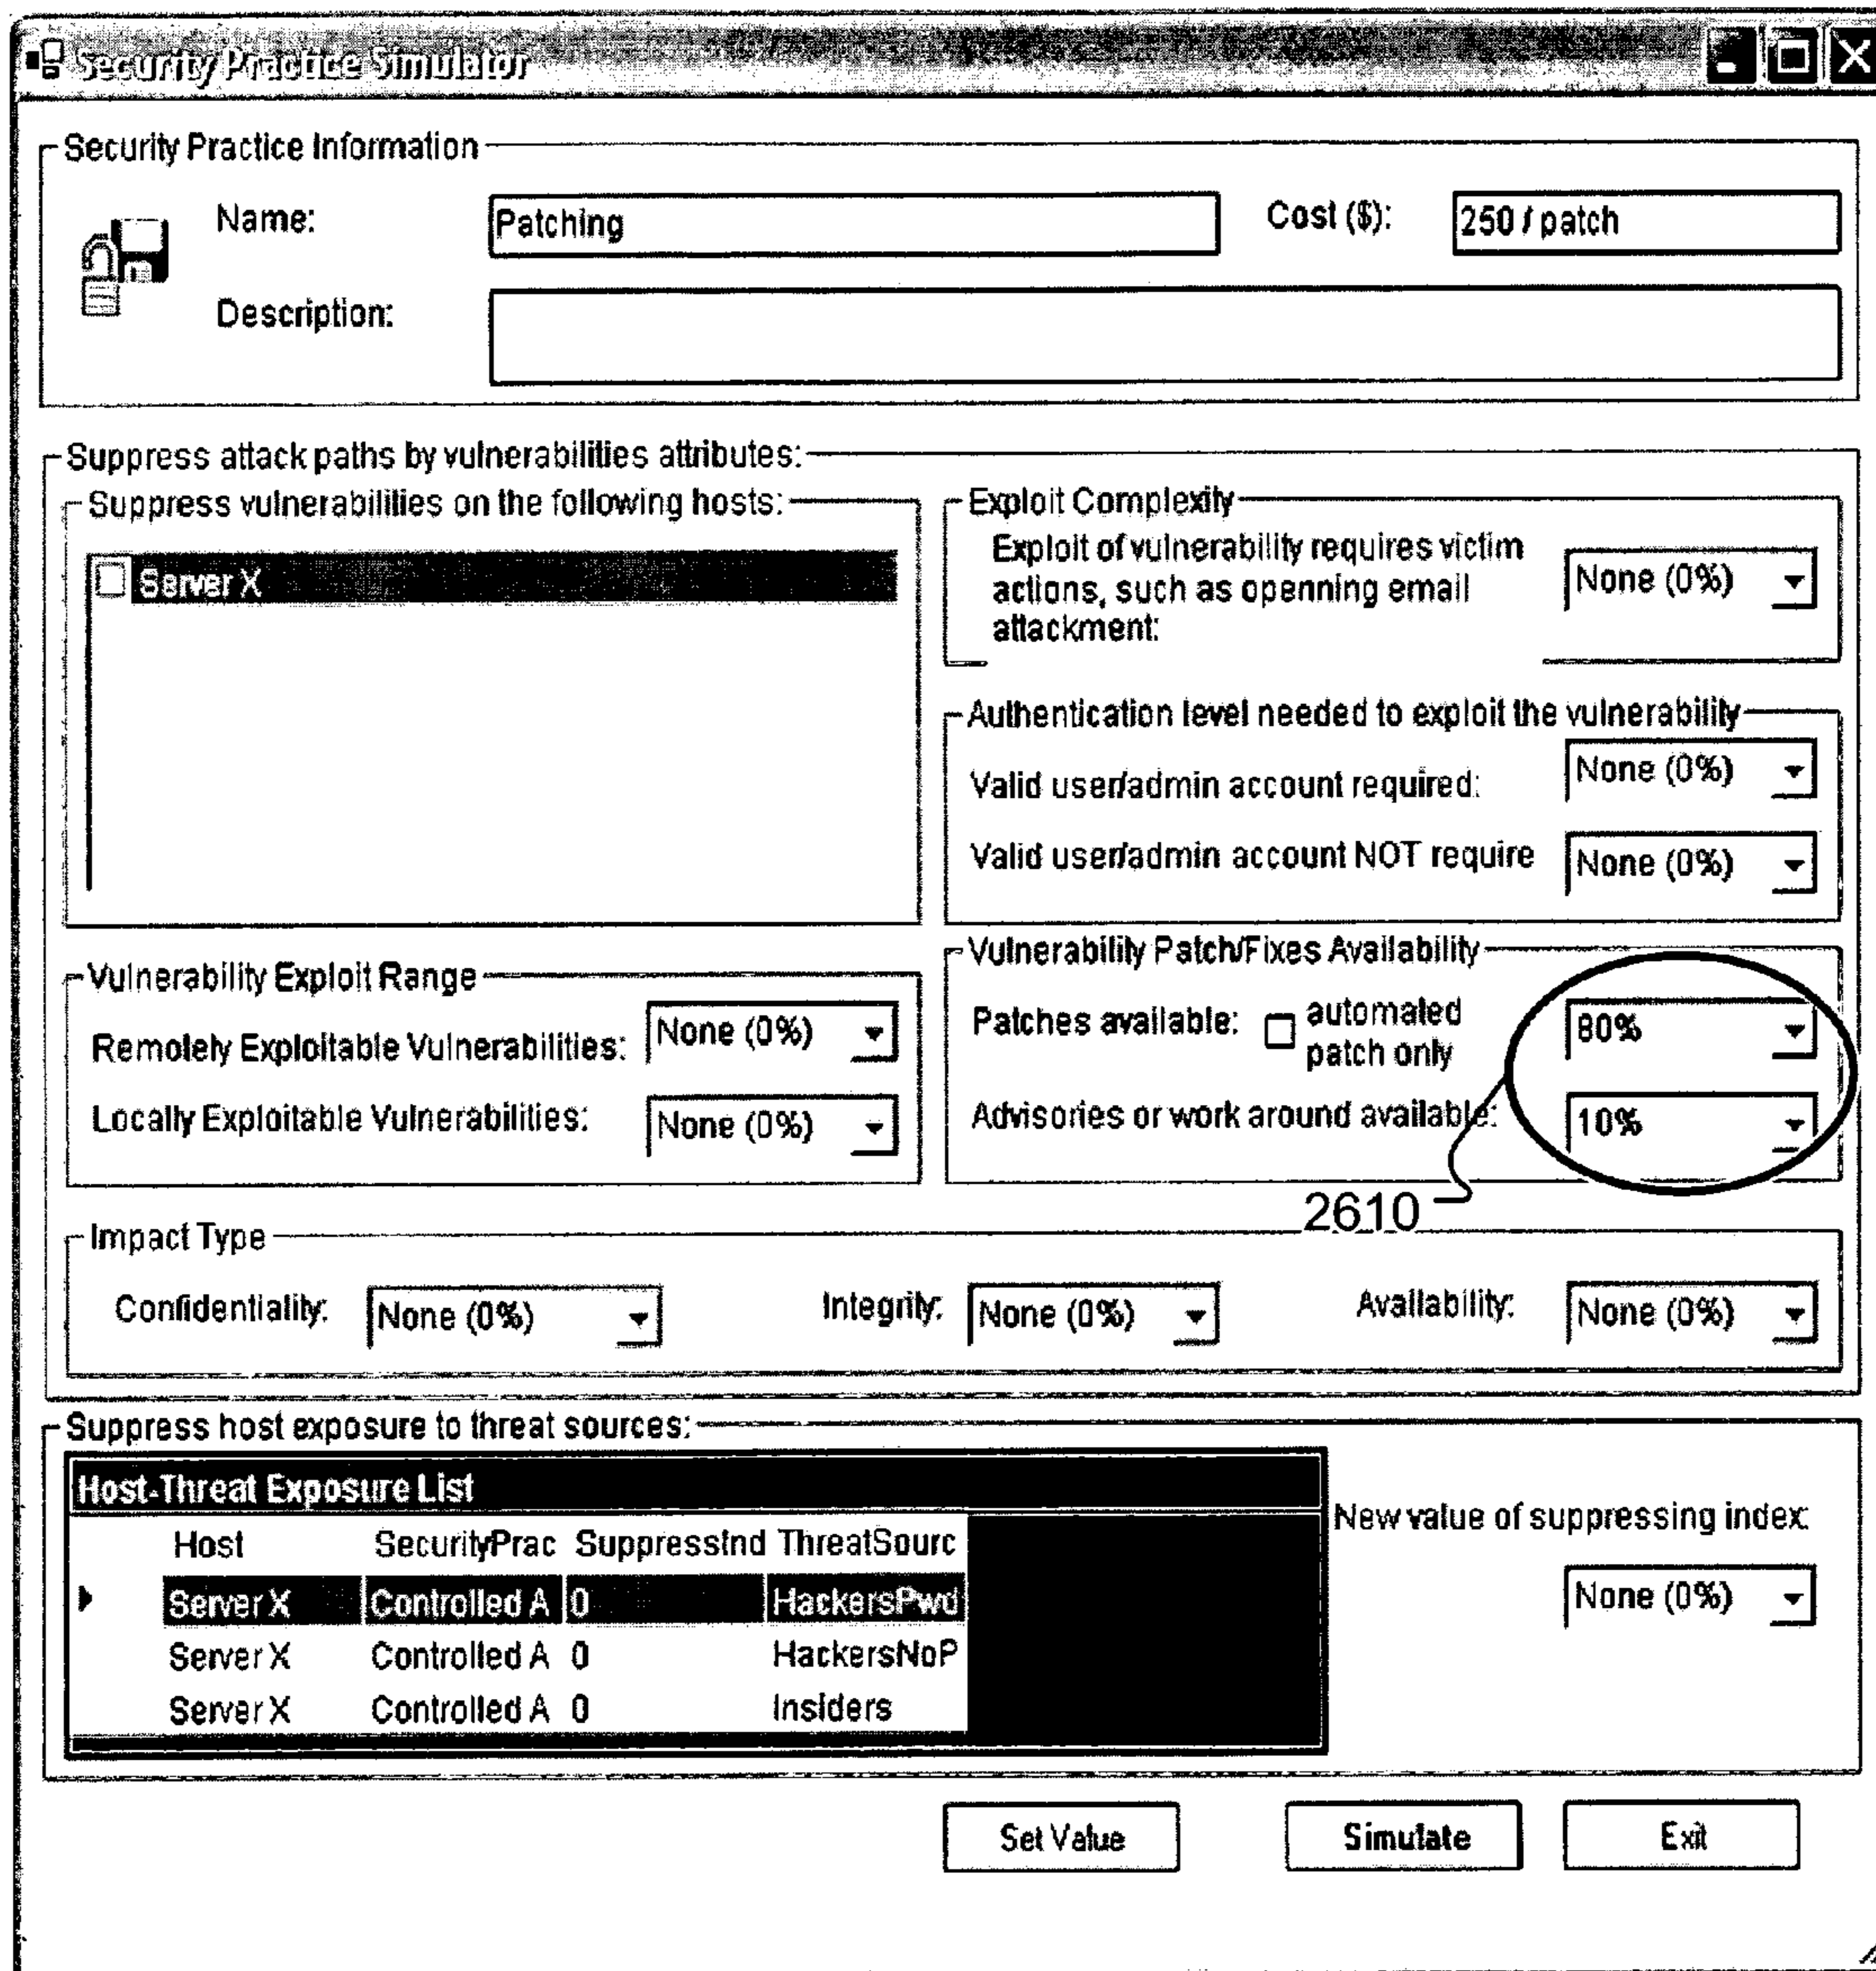 Security Practice Simulator
Security Practice Information
Name:
Patching
Cost ($):
250 / patch
Description:
Suppress attack paths by vulnerabilities attributes:
Suppress vulnerabilities on the following hosts:
Server X
Exploit Complexity
Exploit of vulnerability requires victim
actions, such as openning email
attackment:
None (0%)
Authentication level needed to exploit the vulnerability
Valid user/admin account required:
None (0%)
Valid user/admin account NOT require
None (0%)
Vulnerability Exploit Range
Remotely Exploitable Vulnerabilities:
None (0%)
Locally Exploitable Vulnerabilities:
None (0%)
Vulnerability Patch/Fixes Availability
Patches available:
automated
patch only
80%
Advisories or work around available:
10%
2610
Impact Type
Confidentiality:
None (0%)
Integrity:
None (0%)
Availability:
None (0%)
Suppress host exposure to threat sources:
Host-Threat Exposure List
Host SecurityPrac SuppressInd ThreatSourc
Server X Controlled A 0 HackersPwd
Server X Controlled A 0 HackersNoP
Server X Controlled A 0 Insiders
New value of suppressing index:
None (0%)
Set Value
Simulate
Exit